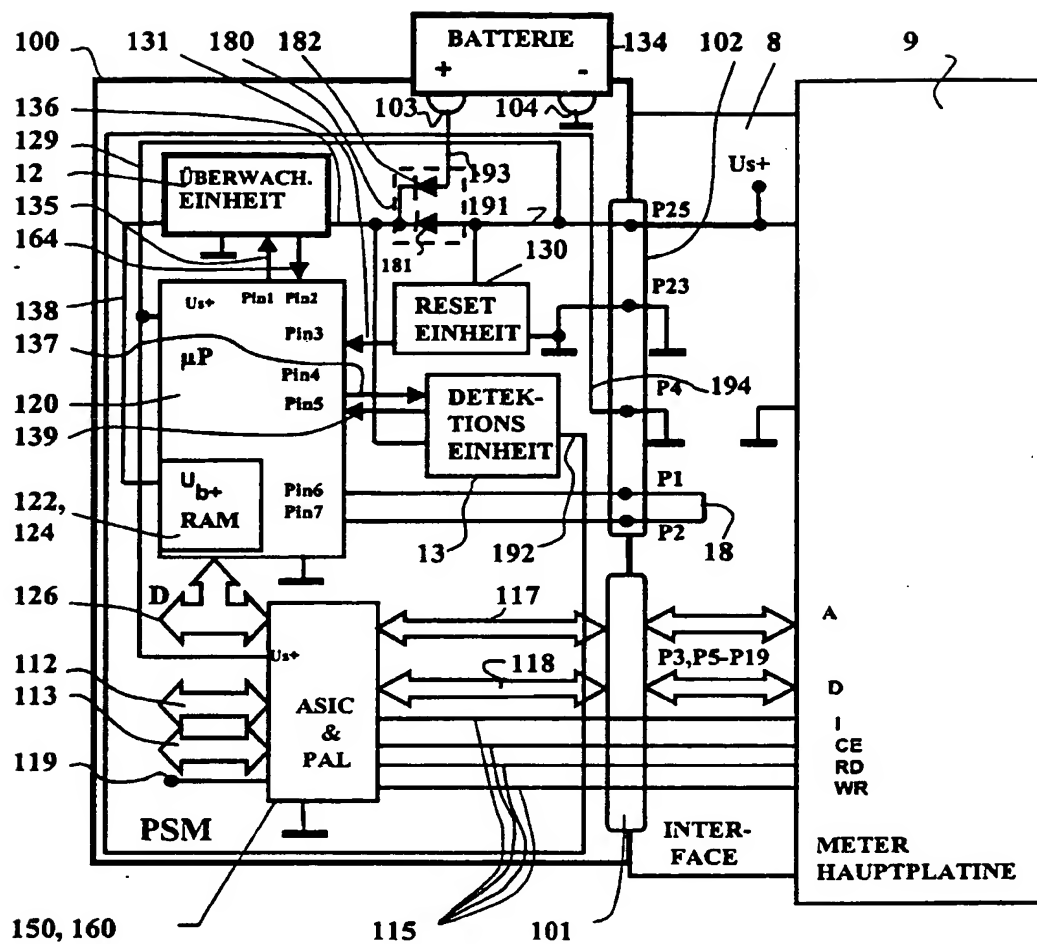 100
131
180
182
BATTERIE
+ -
134
102
8
9
103
104
136
129
12
135
164
138
137
120
139
122,
124
126
112
113
119
ÜBERWACH.
EINHEIT
193
191
181
130
Us+
P25
P23
P4
194
P1
P2
18
Us+
Pin1
Pin2
Pin3
µP
Pin4
Pin5
Pin6
Pin7
RESET
EINHEIT
DETEK-
TIONS
EINHEIT
Ub+
RAM
13
192
D
117
118
Us+
ASIC
&
PAL
P3,P5-P19
A
D
I
CE
RD
WR
PSM
INTER-
FACE
METER
HAUPTPLATINE
150, 160
115
101